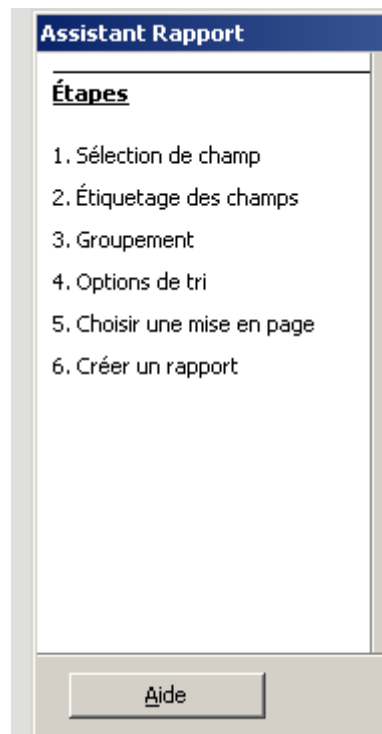 Assistant Rapport
Étapes
1. Sélection de champ
2. Étiquetage des champs
3. Groupement
4. Options de tri
5. Choisir une mise en page
6. Créer un rapport
Aide